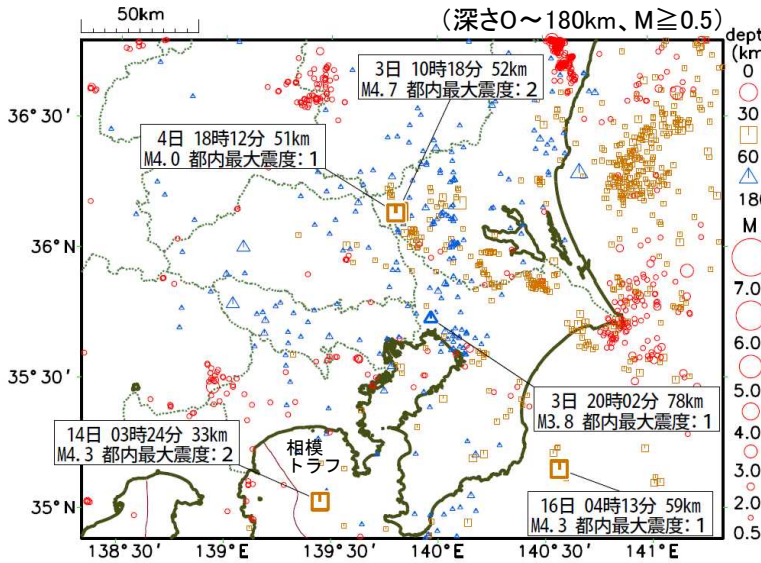 50km
(深さ0～180km、M≧0.5)
3日 10時18分 52km
M4.7 都内最大震度：2
4日 18時12分 51km
M4.0 都内最大震度：1
3日 20時02分 78km
M3.8 都内最大震度：1
14日 03時24分 33km
M4.3 都内最大震度：2
16日 04時13分 59km
M4.3 都内最大震度：1
相模
トラフ
36°30′
36°N
35°30′
35°N
138°30′ 139°E 139°30′ 140°E 140°30′ 141°E
dept
(km
0
30
60
180
M
7.0
6.0
5.0
4.0
3.0
2.0
0.5